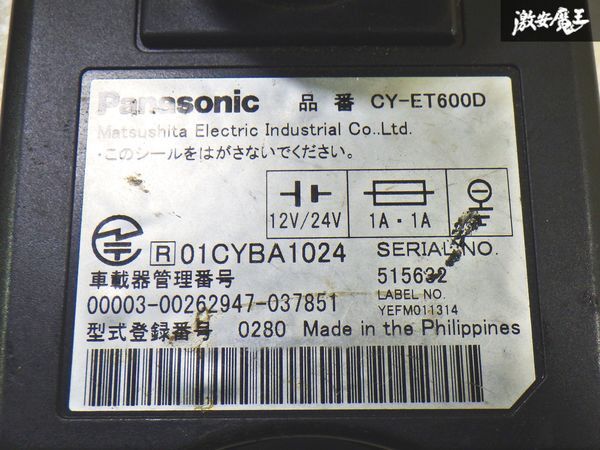 激安魔王
Panasonic 品番 CY-ET600D
Matsushita Electric Industrial Co.,Ltd.
・このシールをはがさないでください。
12V/24V 1A・1A
R 01CYBA1024 SERIAL NO.
車載器管理番号 515632
00003-00262947-037851 LABEL NO.
YEFM011314
型式登録番号 0280 Made in the Philippines